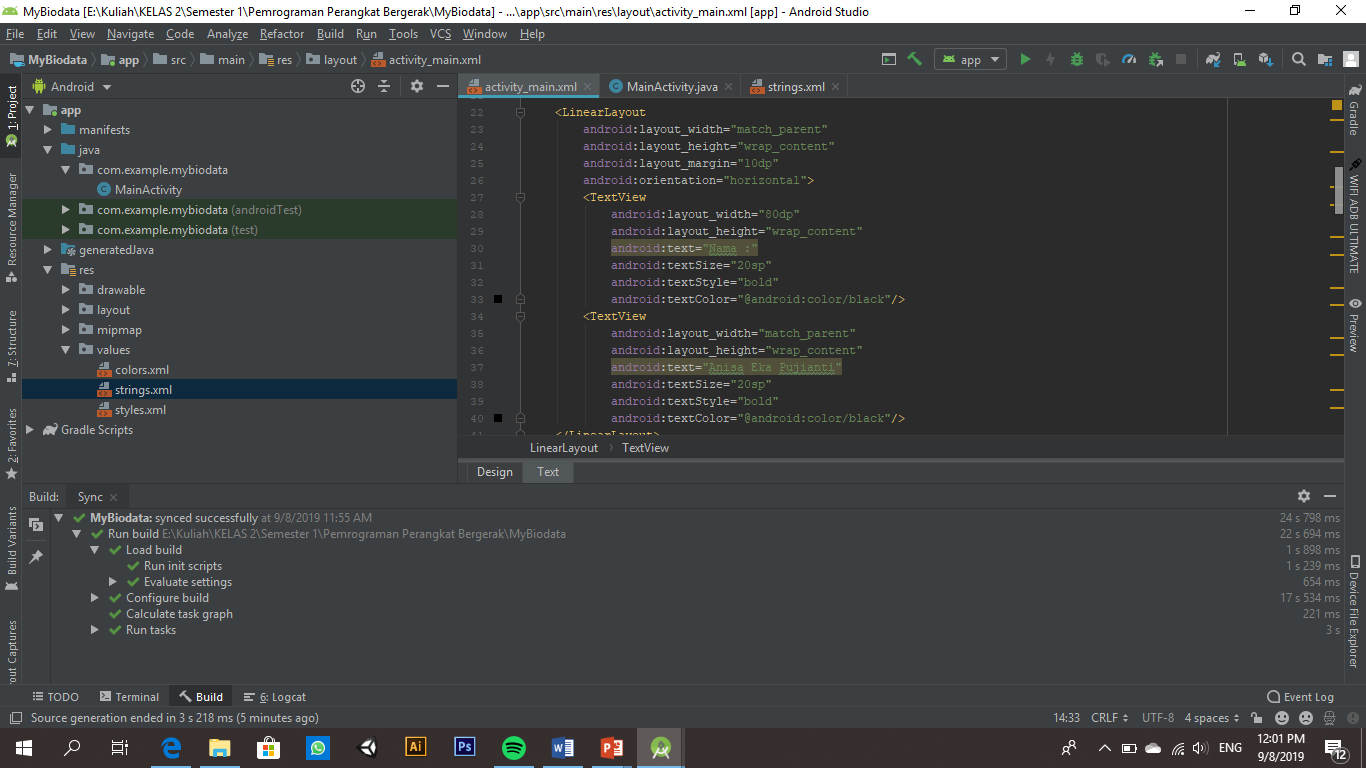 MyBiodata [E:\Kuliah\KELAS 2\Semester 1\Pemrograman Perangkat Bergerak\MyBiodata] - ...\app\src\main\res\layout\activity_main.xml [app] - Android Studio
File Edit View Navigate Code Analyze Refactor Build Run Tools VCS Window Help
MyBiodata app src main res layout activity_main.xml
app
Android
activity_main.xml MainActivity.java strings.xml
1: Project
Resource Manager
7: Structure
2: Favorites
Build Variants
out Captures
app
manifests
java
com.example.mybiodata
MainActivity
com.example.mybiodata (androidTest)
com.example.mybiodata (test)
generatedJava
res
drawable
layout
mipmap
values
colors.xml
strings.xml
styles.xml
Gradle Scripts
22 <LinearLayout
23 android:layout_width="match_parent"
24 android:layout_height="wrap_content"
25 android:layout_margin="10dp"
26 android:orientation="horizontal">
27 <TextView
28 android:layout_width="80dp"
29 android:layout_height="wrap_content"
30 android:text="Nama :"
31 android:textSize="20sp"
32 android:textStyle="bold"
33 android:textColor="@android:color/black"/>
34 <TextView
35 android:layout_width="match_parent"
36 android:layout_height="wrap_content"
37 android:text="Anisa Eka Pujianti"
38 android:textSize="20sp"
39 android:textStyle="bold"
40 android:textColor="@android:color/black"/>
41 </LinearLayout>
LinearLayout TextView
Design Text
Gradle
WIFI ADB ULTIMATE
Preview
Device File Explorer
Build: Sync
MyBiodata: synced successfully at 9/8/2019 11:55 AM 24 s 798 ms
Run build E:\Kuliah\KELAS 2\Semester 1\Pemrograman Perangkat Bergerak\MyBiodata 22 s 694 ms
Load build 1 s 898 ms
Run init scripts 1 s 239 ms
Evaluate settings 654 ms
Configure build 17 s 534 ms
Calculate task graph 221 ms
Run tasks 3 s
TODO Terminal Build 6: Logcat Event Log
Source generation ended in 3 s 218 ms (5 minutes ago) 14:33 CRLF UTF-8 4 spaces
Ai Ps ENG 12:01 PM
9/8/2019 12